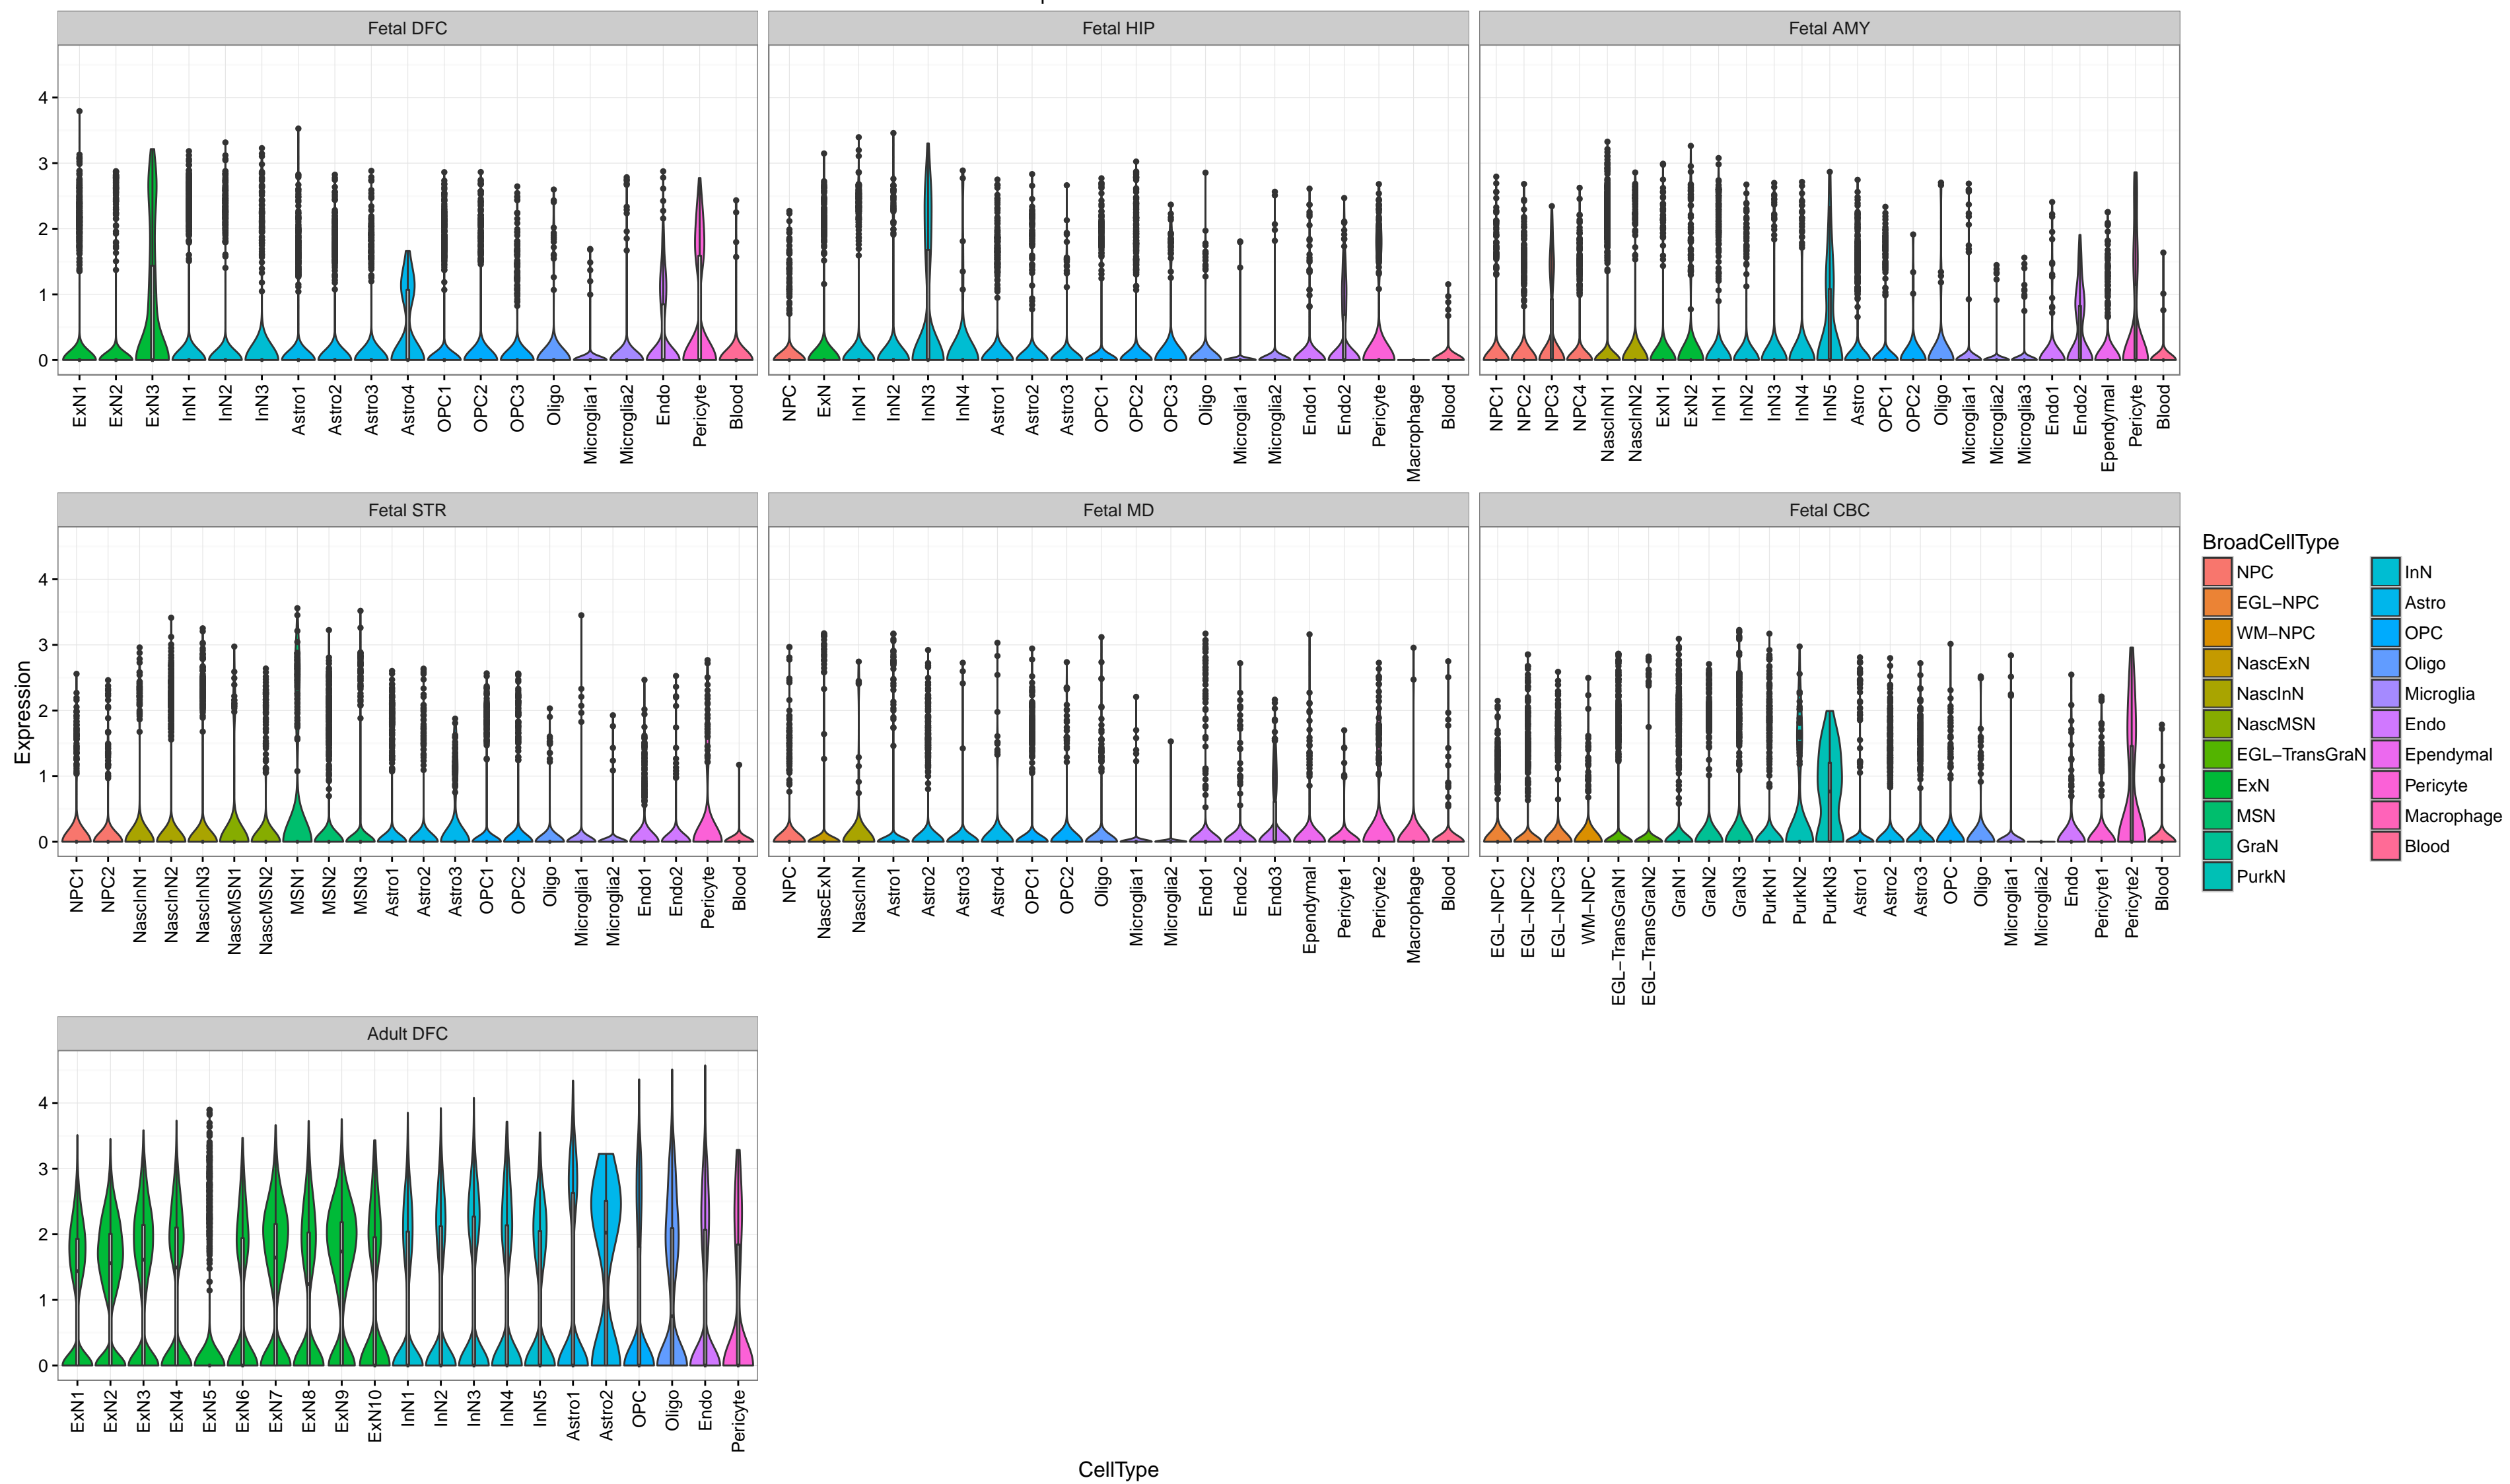 Fetal DFC
Fetal HIP
Fetal AMY
4
3
2
1
0
ExN1 ExN2 ExN3 InN1 InN2 InN3 Astro1 Astro2 Astro3 Astro4 OPC1 OPC2 OPC3 Oligo Microglia1 Microglia2 Endo Pericyte Blood
NPC ExN InN1 InN2 InN3 InN4 Astro1 Astro2 Astro3 OPC1 OPC2 OPC3 Oligo Microglia1 Microglia2 Endo1 Endo2 Pericyte Macrophage Blood
NPC1 NPC2 NPC3 NPC4 NascInN1 NascInN2 ExN1 ExN2 InN1 InN2 InN3 InN4 InN5 Astro OPC1 OPC2 Oligo Microglia1 Microglia2 Microglia3 Endo1 Endo2 Ependymal Pericyte Blood
Fetal STR
Fetal MD
Fetal CBC
Expression
4
3
2
1
0
NPC1 NPC2 NascInN1 NascInN2 NascInN3 NascMSN1 NascMSN2 MSN1 MSN2 MSN3 Astro1 Astro2 Astro3 OPC1 OPC2 Oligo Microglia1 Microglia2 Endo1 Endo2 Pericyte Blood
NPC NascExN NascInN Astro1 Astro2 Astro3 Astro4 OPC1 OPC2 Oligo Microglia1 Microglia2 Endo1 Endo2 Endo3 Ependymal Pericyte1 Pericyte2 Macrophage Blood
EGL−NPC1 EGL−NPC2 EGL−NPC3 WM−NPC EGL−TransGraN1 EGL−TransGraN2 GraN1 GraN2 GraN3 PurkN1 PurkN2 PurkN3 Astro1 Astro2 Astro3 OPC Oligo Microglia1 Microglia2 Endo Pericyte1 Pericyte2 Blood
BroadCellType
NPC
EGL−NPC
WM−NPC
NascExN
NascInN
NascMSN
EGL−TransGraN
ExN
MSN
GraN
PurkN
InN
Astro
OPC
Oligo
Microglia
Endo
Ependymal
Pericyte
Macrophage
Blood
Adult DFC
4
3
2
1
0
ExN1 ExN2 ExN3 ExN4 ExN5 ExN6 ExN7 ExN8 ExN9 ExN10 InN1 InN2 InN3 InN4 InN5 Astro1 Astro2 OPC Oligo Endo Pericyte
CellType